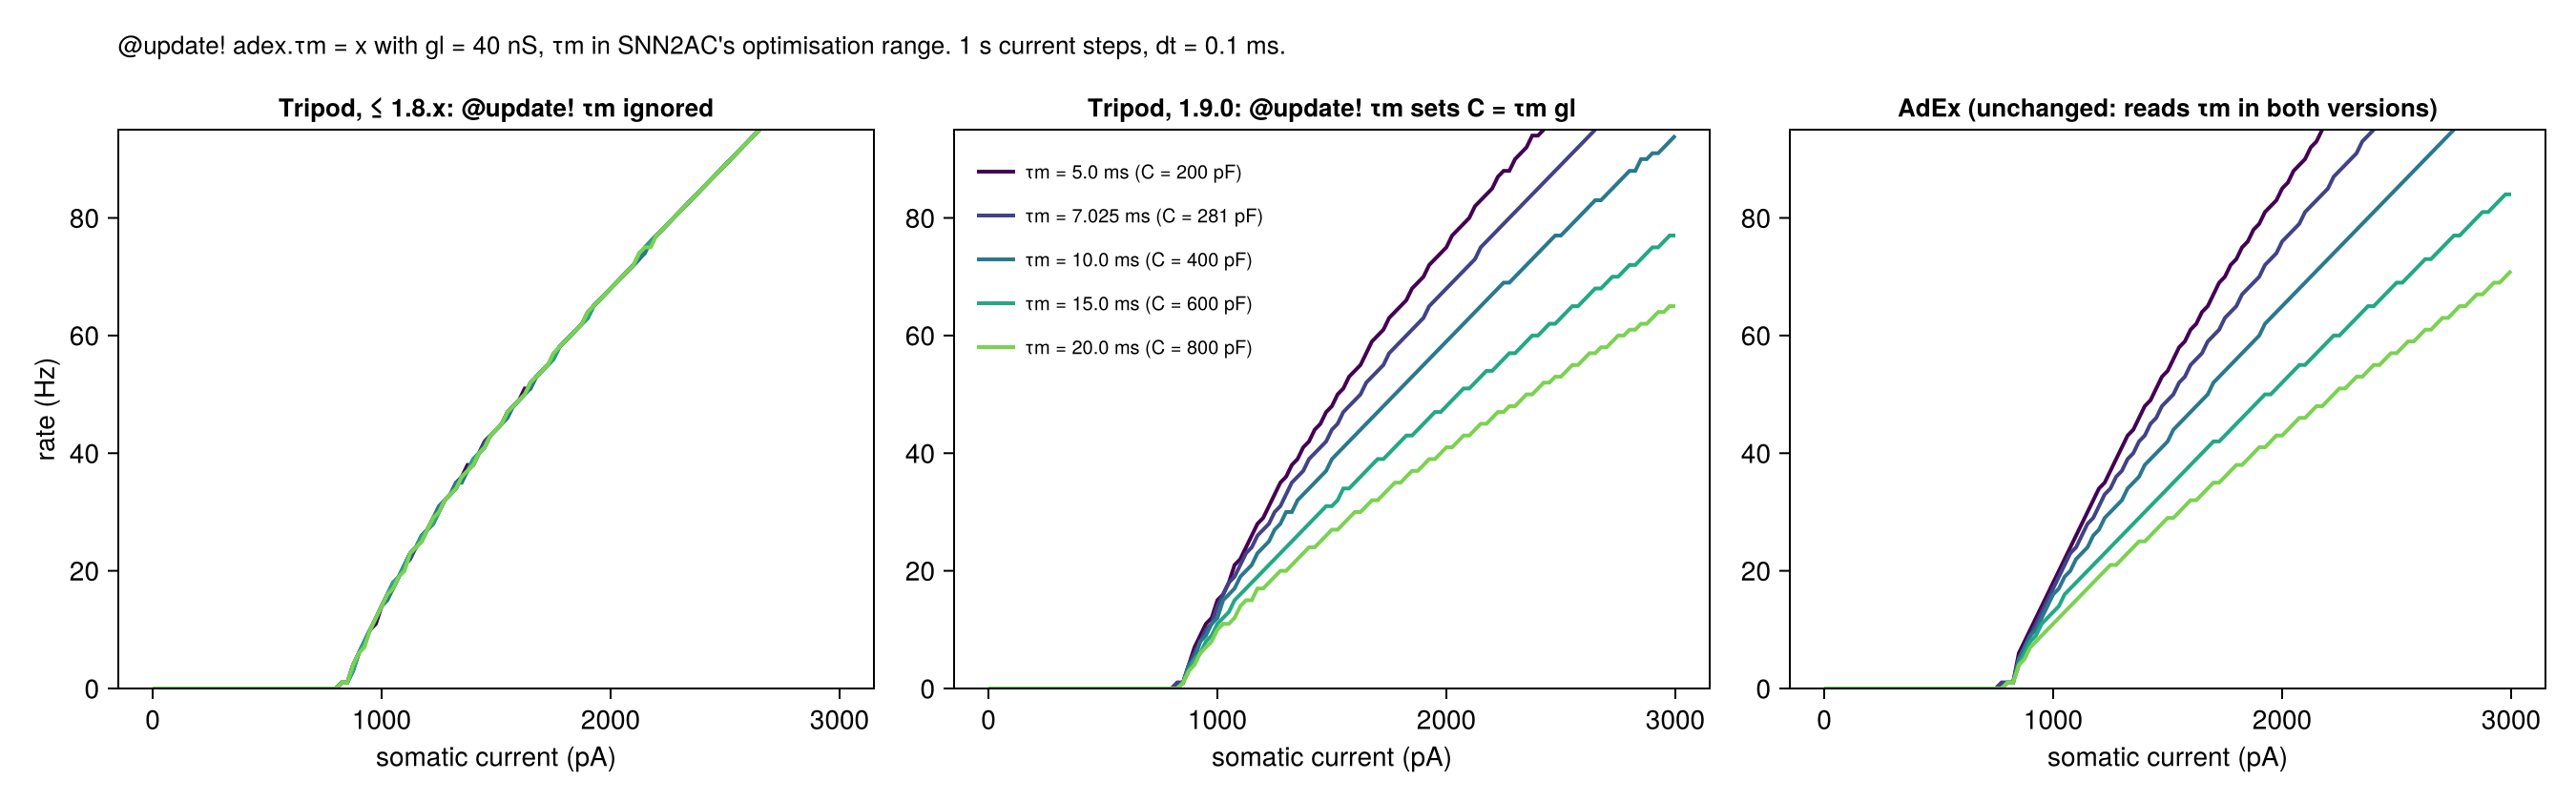 @update! adex.τm = x with gl = 40 nS, τm in SNN2AC's optimisation range. 1 s current steps, dt = 0.1 ms.
Tripod, ≤ 1.8.x: @update! τm ignored
80
60
40
20
0
rate (Hz)
0 1000 2000 3000
somatic current (pA)
Tripod, 1.9.0: @update! τm sets C = τm gl
τm = 5.0 ms (C = 200 pF)
τm = 7.025 ms (C = 281 pF)
τm = 10.0 ms (C = 400 pF)
τm = 15.0 ms (C = 600 pF)
τm = 20.0 ms (C = 800 pF)
80
60
40
20
0
0 1000 2000 3000
somatic current (pA)
AdEx (unchanged: reads τm in both versions)
80
60
40
20
0
0 1000 2000 3000
somatic current (pA)